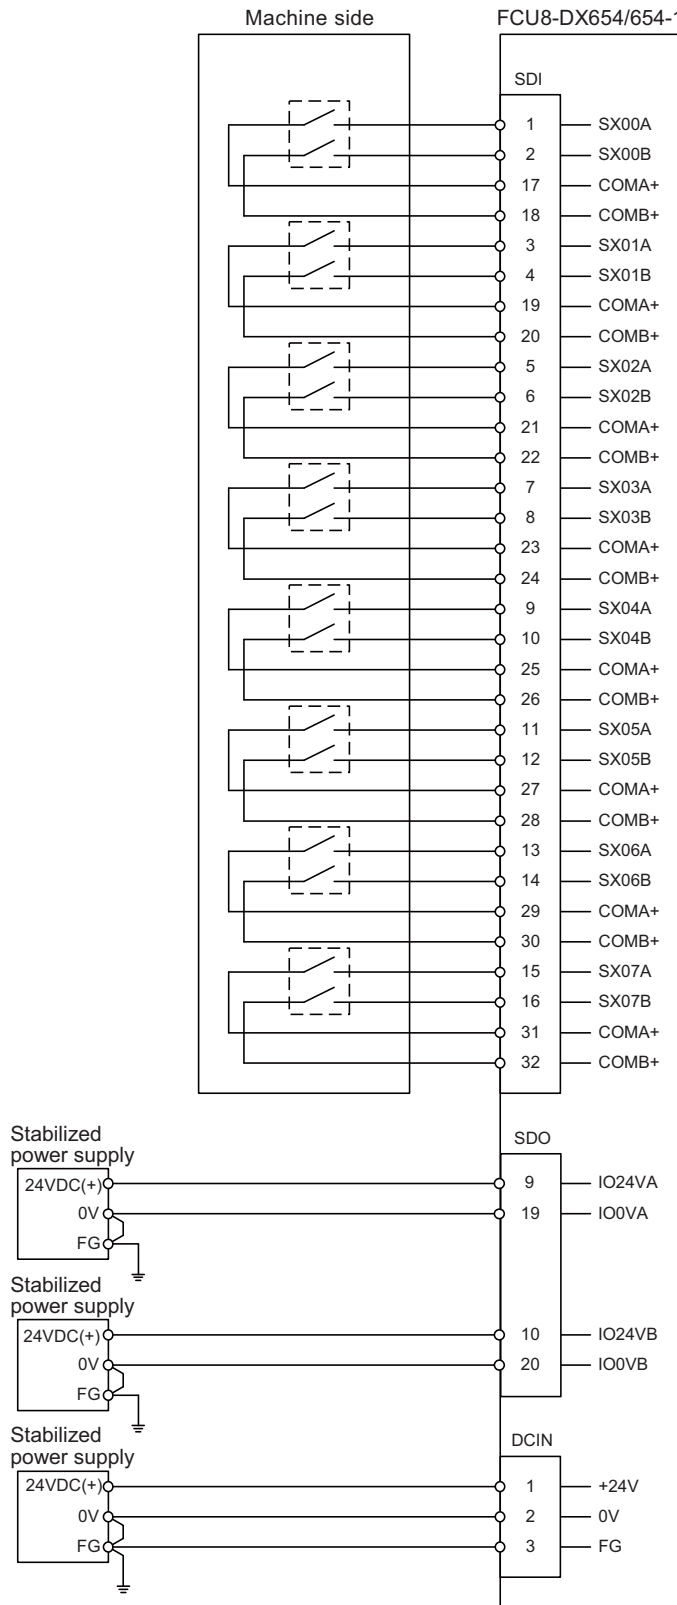 Machine side
FCU8-DX654/654-1
SDI
1 SX00A
2 SX00B
17 COMA+
18 COMB+
3 SX01A
4 SX01B
19 COMA+
20 COMB+
5 SX02A
6 SX02B
21 COMA+
22 COMB+
7 SX03A
8 SX03B
23 COMA+
24 COMB+
9 SX04A
10 SX04B
25 COMA+
26 COMB+
11 SX05A
12 SX05B
27 COMA+
28 COMB+
13 SX06A
14 SX06B
29 COMA+
30 COMB+
15 SX07A
16 SX07B
31 COMA+
32 COMB+
Stabilized
power supply
SDO
24VDC(+) 9 IO24VA
0V 19 IO0VA
FG
Stabilized
power supply
24VDC(+) 10 IO24VB
0V 20 IO0VB
FG
Stabilized
power supply
DCIN
24VDC(+) 1 +24V
0V 2 0V
FG 3 FG